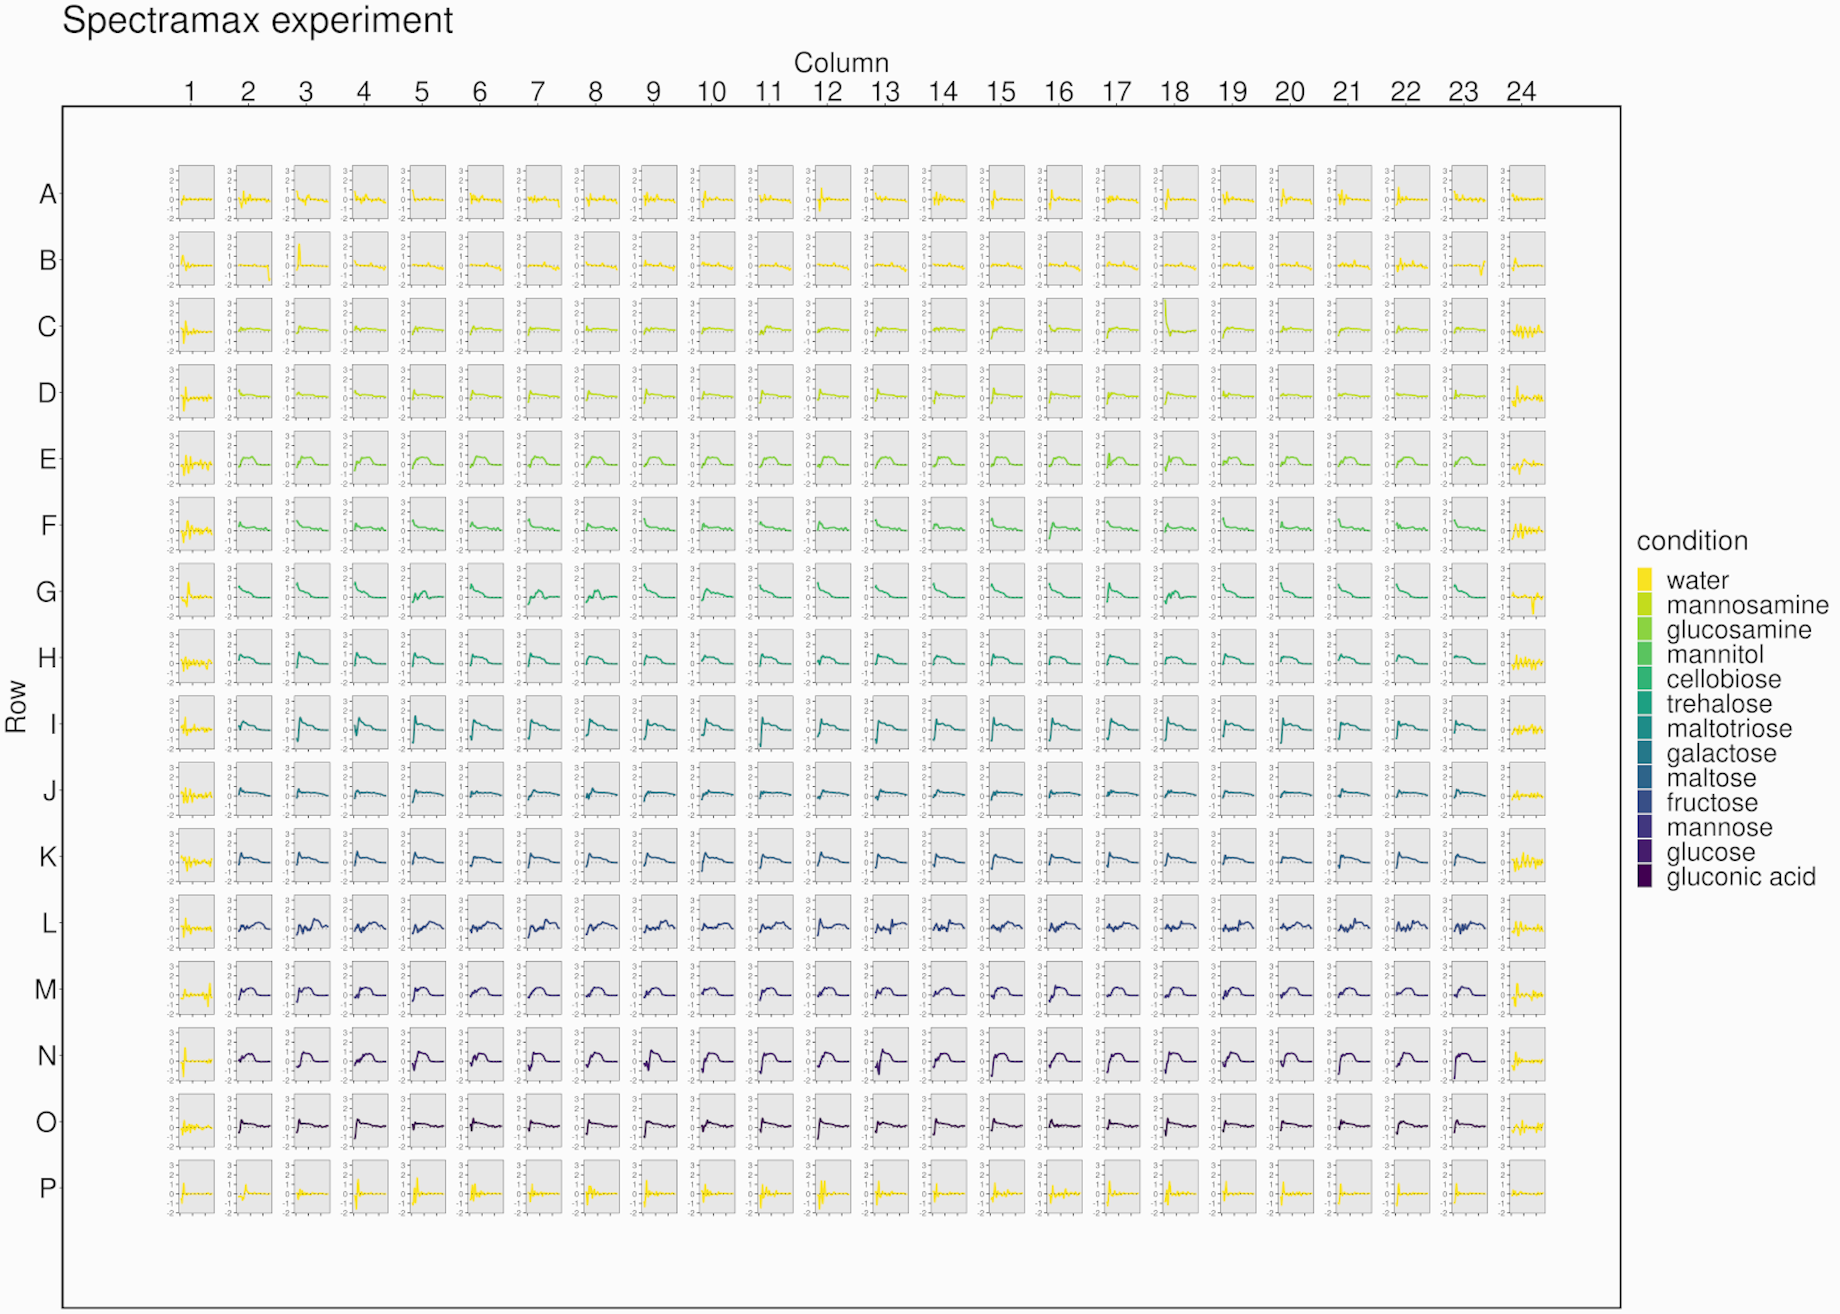 Spectramax experiment
Column
1 2 3 4 5 6 7 8 9 10 11 12 13 14 15 16 17 18 19 20 21 22 23 24
A
B
C
D
E
F
G
H
I
J
K
L
M
N
O
P
Row
condition
water
mannosamine
glucosamine
mannitol
cellobiose
trehalose
maltotriose
galactose
maltose
fructose
mannose
glucose
gluconic acid